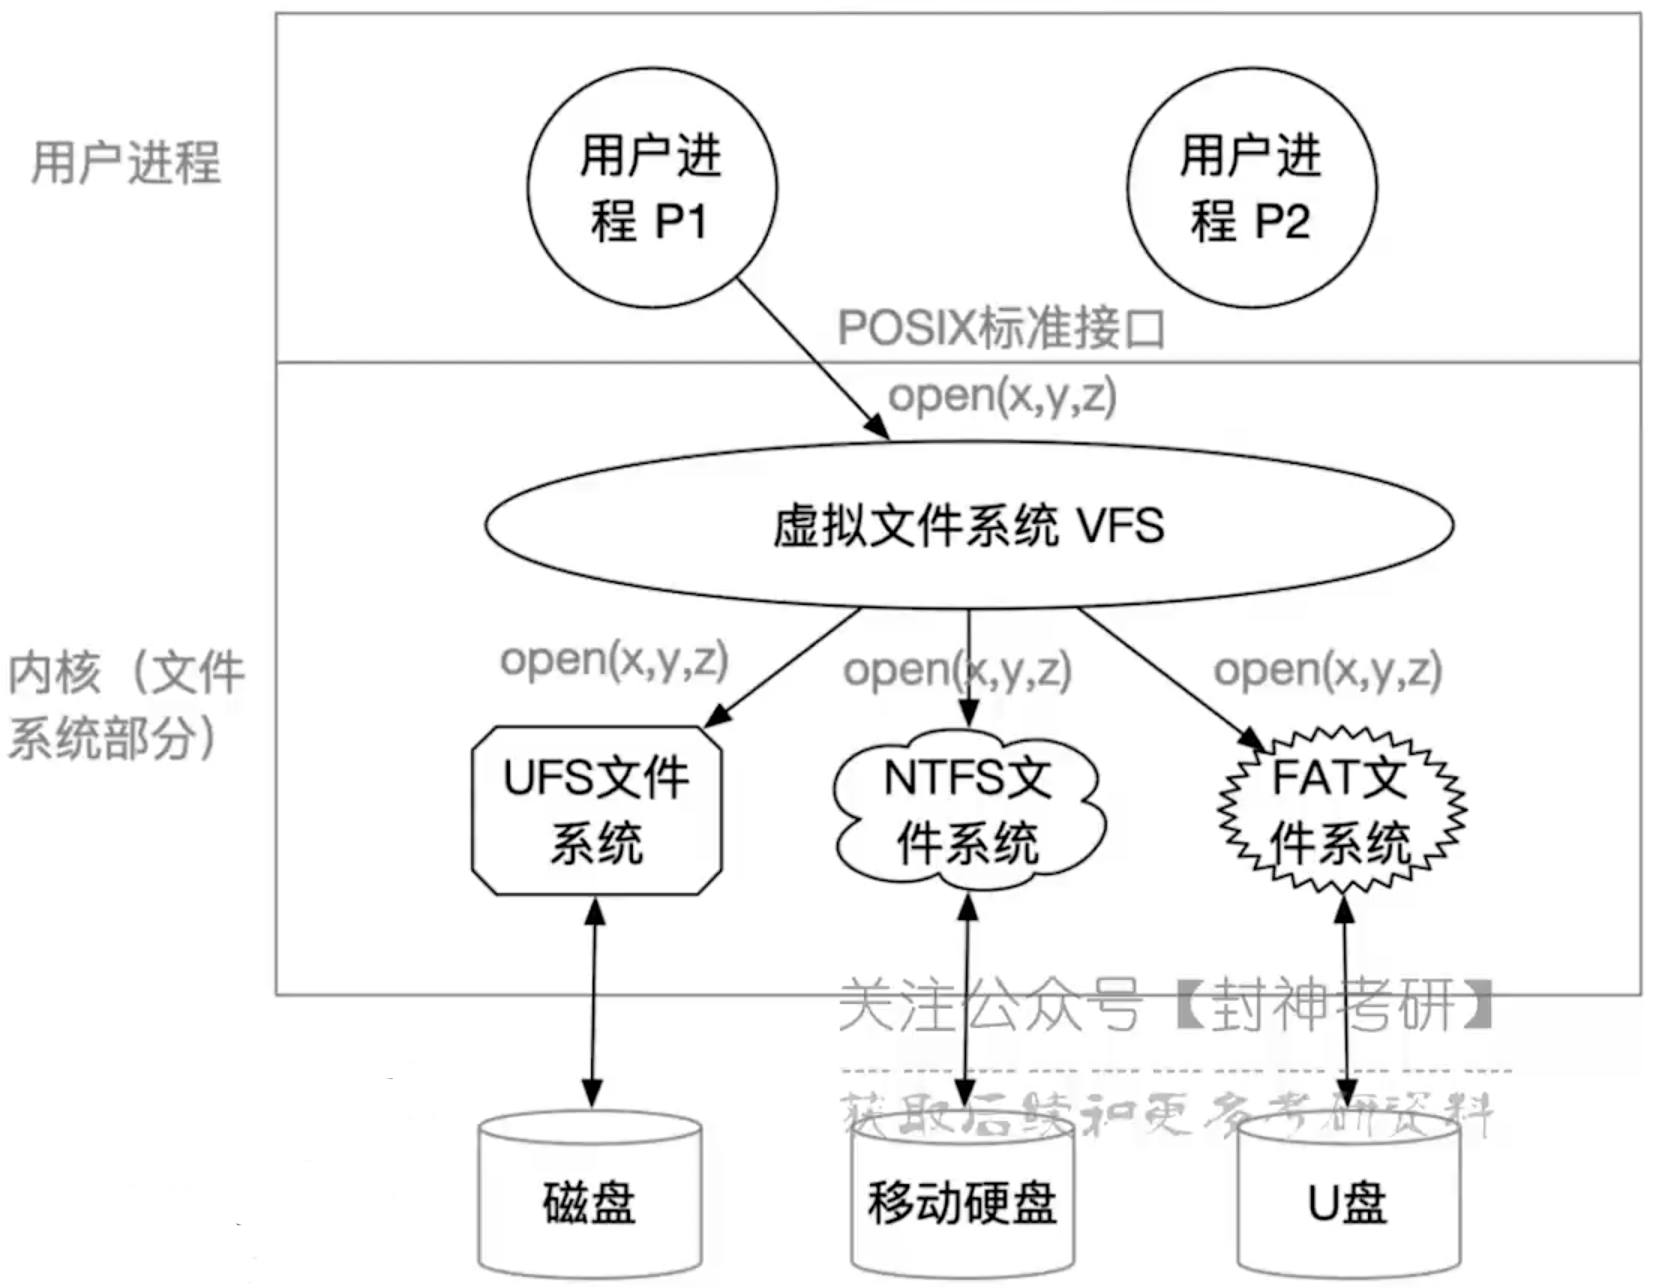 用户进
程 P1
用户进
程 P2
用户进程
POSIX标准接口
open(x,y,z)
虚拟文件系统 VFS
open(x,y,z)
open(x,y,z)
open(x,y,z)
内核（文件
系统部分）
UFS文件
系统
NTFS文
件系统
FAT文
件系统
关注公众号【封神考研】
获取后续和更多考研资料
磁盘
移动硬盘
U盘